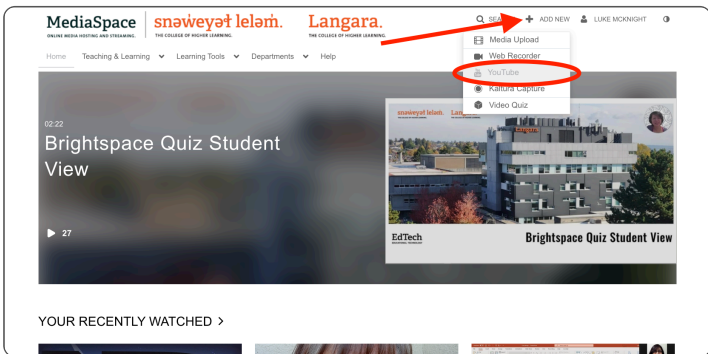 MediaSpace snəw̓eyəɬ leləm̓. Langara.
ONLINE MEDIA HOSTING AND STREAMING. THE COLLEGE OF HIGHER LEARNING. THE COLLEGE OF HIGHER LEARNING.
ADD NEW LUKE MCKNIGHT
Home Teaching & Learning Learning Tools Departments Help
Media Upload
Web Recorder
YouTube
Kaltura Capture
Video Quiz
02:22
Brightspace Quiz Student
View
27
snəw̓eyəɬ leləm̓.
EdTech
Brightspace Quiz Student View
YOUR RECENTLY WATCHED >